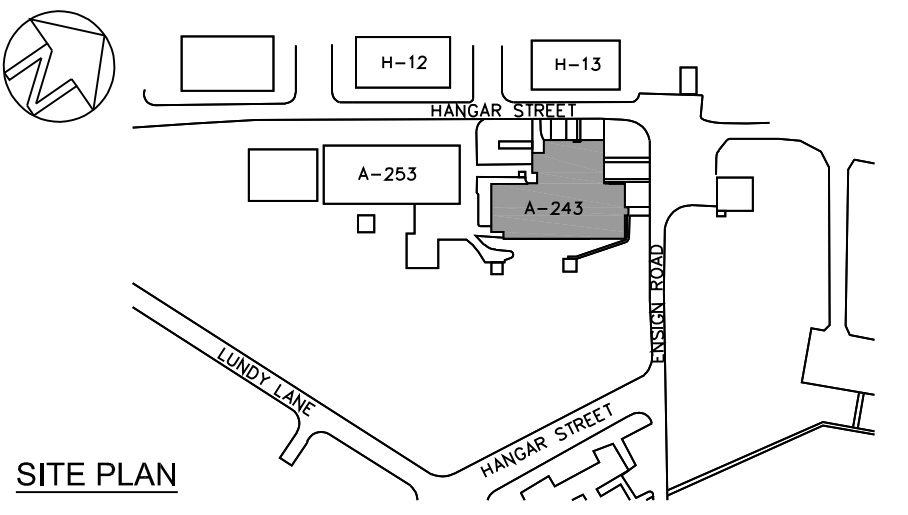 N
H-12
H-13
HANGAR STREET
A-253
A-243
ENSIGN ROAD
LUNDY LANE
HANGAR STREET
SITE PLAN